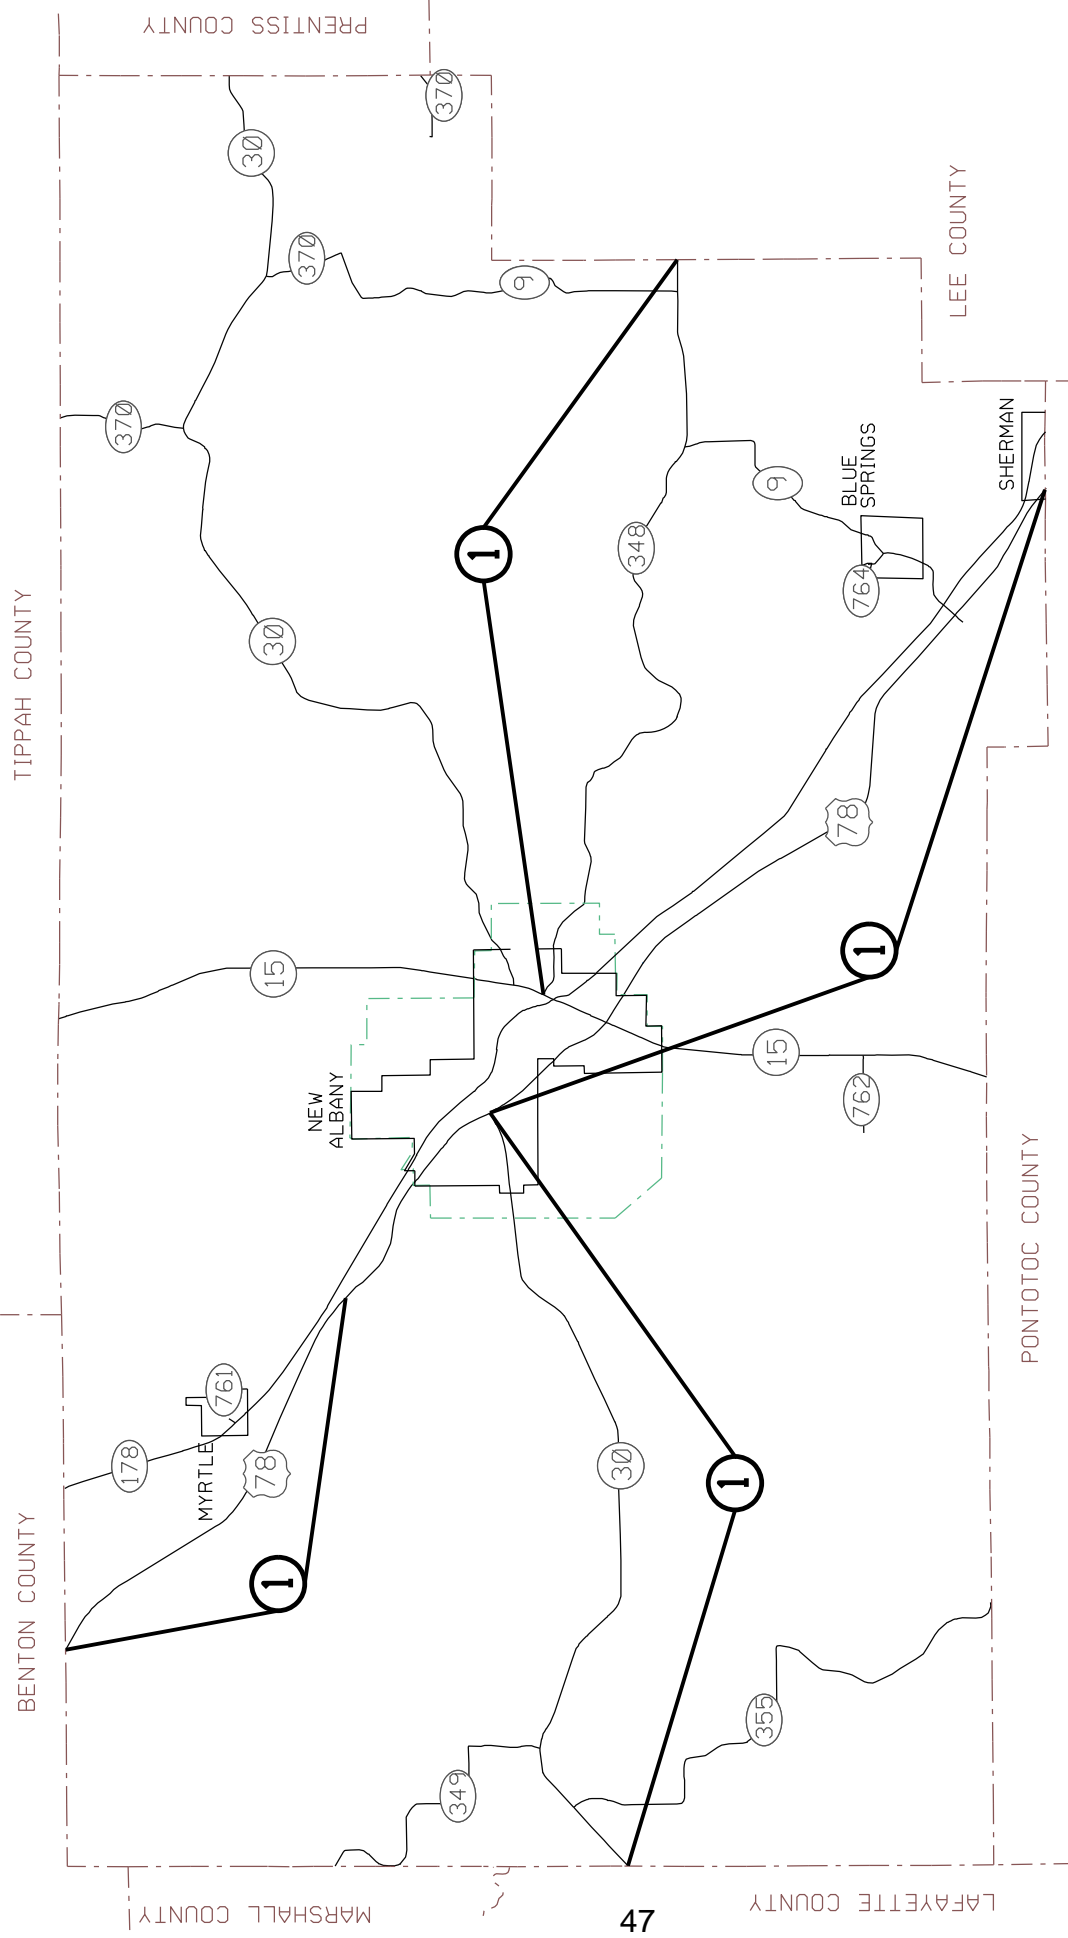 PRENTISS COUNTY
370
30
LEE COUNTY
370
9
370
SHERMAN
BLUE
SPRINGS
9
348
1
764
TIPPAH COUNTY
30
78
1
15
15
NEW
ALBANY
762
PONTOTOC COUNTY
761
178
MYRTLE
78
30
1
BENTON COUNTY
1
355
349
MARSHALL COUNTY
LAFAYETTE COUNTY
47